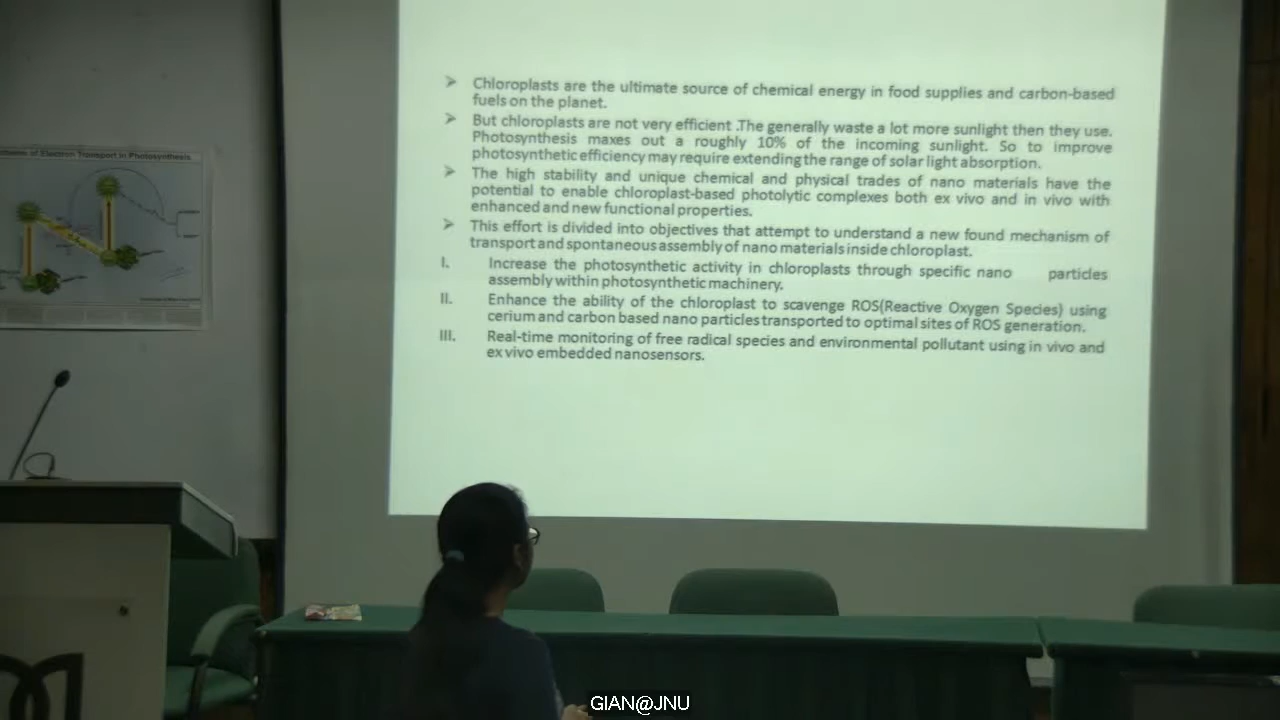 Chloroplasts are the ultimate source of chemical energy in food supplies and carbon-based
fuels on the planet.
But chloroplasts are not very efficient .The generally waste a lot more sunlight then they use.
Photosynthesis maxes out a roughly 10% of the incoming sunlight. So to improve
photosynthetic efficiency may require extending the range of solar light absorption.
The high stability and unique chemical and physical trades of nano materials have the
potential to enable chloroplast-based photolytic complexes both ex vivo and in vivo with
enhanced and new functional properties.
This effort is divided into objectives that attempt to understand a new found mechanism of
transport and spontaneous assembly of nano materials inside chloroplast.
I. Increase the photosynthetic activity in chloroplasts through specific nano particles
assembly within photosynthetic machinery.
II. Enhance the ability of the chloroplast to scavenge ROS(Reactive Oxygen Species) using
cerium and carbon based nano particles transported to optimal sites of ROS generation.
III. Real-time monitoring of free radical species and environmental pollutant using in vivo and
ex vivo embedded nanosensors.
of Electron Transport in Photosynthesis
GIAN@JNU